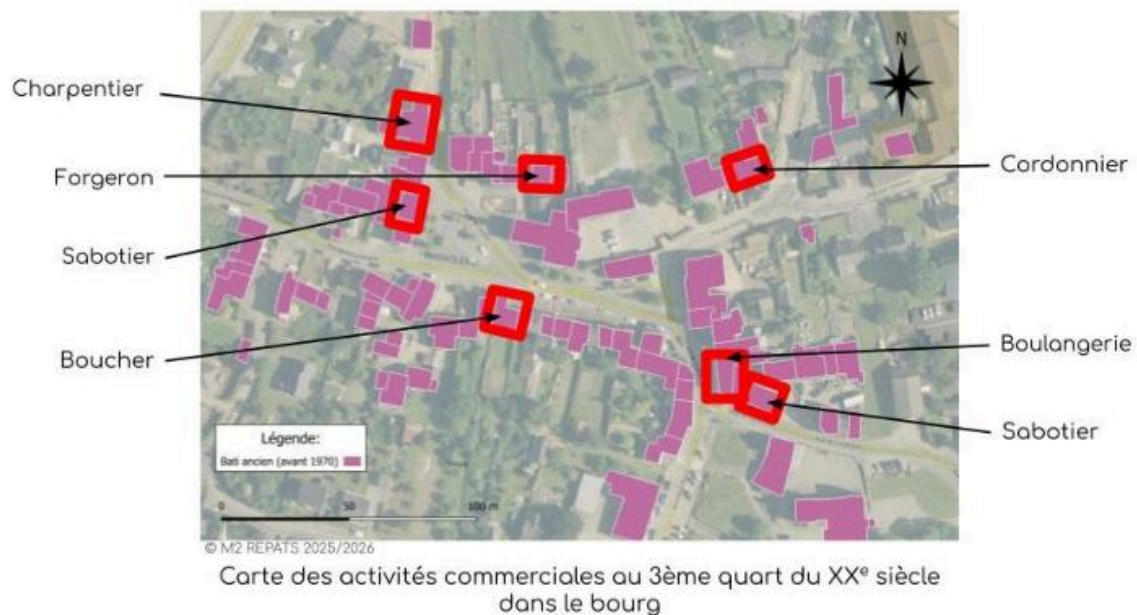 N
Charpentier
Forgeron
Cordonnier
Sabotier
Boucher
Boulangerie
Sabotier
Légende:
Bati ancien (avant 1970)
0 50 100 m
© M2 REPATS 2025/2026
Carte des activités commerciales au 3ème quart du XXᵉ siècle
dans le bourg